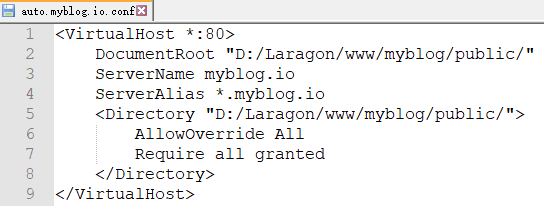 auto.myblog.io.conf
1 <VirtualHost *:80>
2     DocumentRoot "D:/Laragon/www/myblog/public/"
3     ServerName myblog.io
4     ServerAlias *.myblog.io
5     <Directory "D:/Laragon/www/myblog/public/">
6         AllowOverride All
7         Require all granted
8     </Directory>
9 </VirtualHost>